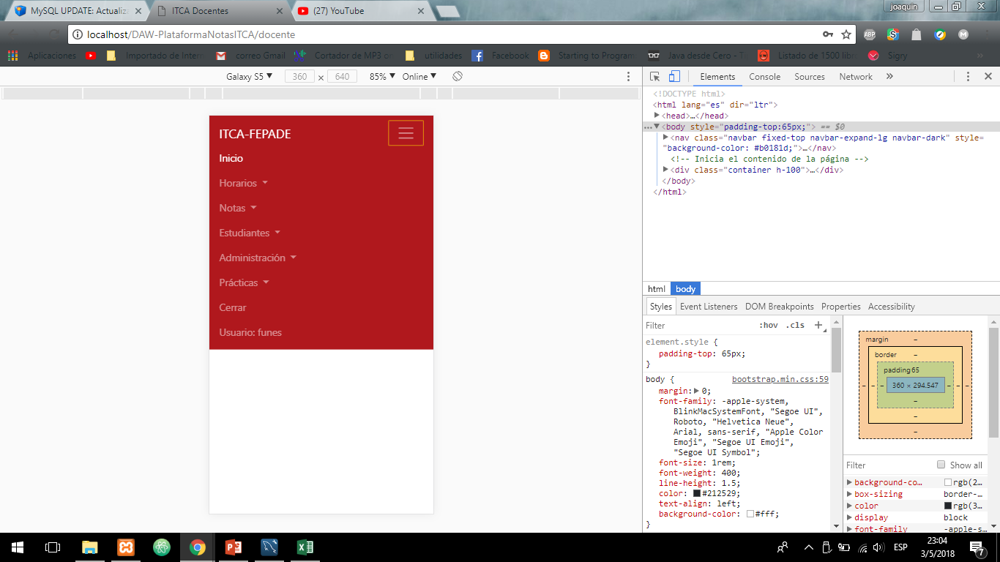 MySQL UPDATE: Actualiza
ITCA Docentes
(27) YouTube
joaquin
localhost/DAW-PlataformaNotasITCA/docente
ABP
Aplicaciones
Importado de Intern
correo Gmail
Cortador de MP3 on
utilidades
Facebook
Starting to Program
Java desde Cero - T
Listado de 1500 libr
Sigry
»
Galaxy S5 ▼ 360 × 640 85% ▼ Online ▼
ITCA-FEPADE
Inicio
Horarios
Notas
Estudiantes
Administración
Prácticas
Cerrar
Usuario: funes
Elements Console Sources Network »
<!DOCTYPE html>
<html lang="es" dir="ltr">
<head>…</head>
<body style="padding-top:65px;"> == $0
<nav class="navbar fixed-top navbar-expand-lg navbar-dark" style=
"background-color: #b0181d;">…</nav>
<!-- Inicia el contenido de la página -->
<div class="container h-100">…</div>
</body>
</html>
html body
Styles Event Listeners DOM Breakpoints Properties Accessibility
Filter :hov .cls +
element.style {
padding-top: 65px;
}
body { bootstrap.min.css:59
margin: 0;
font-family: -apple-system,
BlinkMacSystemFont, "Segoe UI",
Roboto, "Helvetica Neue",
Arial, sans-serif, "Apple Color
Emoji", "Segoe UI Emoji",
"Segoe UI Symbol";
font-size: 1rem;
font-weight: 400;
line-height: 1.5;
color: #212529;
text-align: left;
background-color: #fff;
}
margin –
border –
padding 65
– – – 360 × 294.547 – – –
–
–
–
Filter Show all
background-co… rgb(2…
box-sizing border-…
color rgb(3…
display block
font-family -apple-s…
ESP
23:04
3/5/2018
7